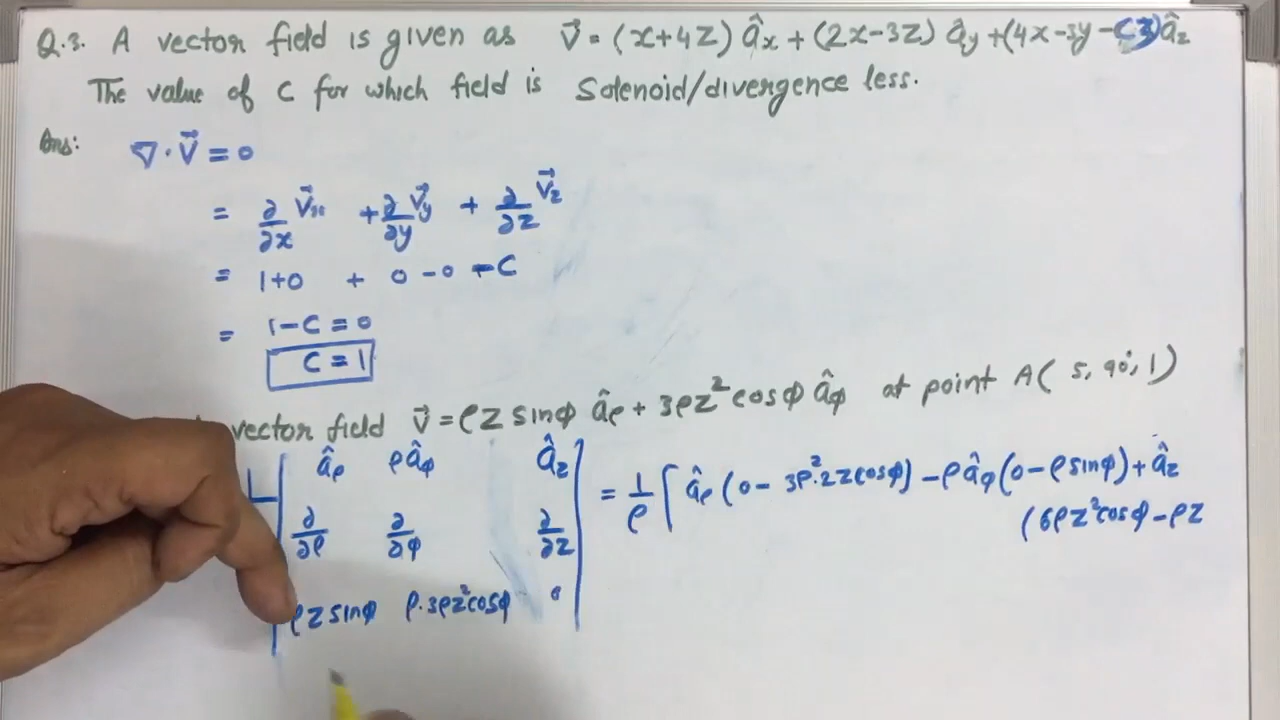 Q.3. A vector field is given as V⃗ = (x+4z) âx + (2x-3z) ây + (4x-3y-Cz) âz
The value of C for which field is Solenoid/divergence less.
Ans: ∇·V⃗ = 0
= ∂/∂x V⃗x + ∂/∂y V⃗y + ∂/∂z V⃗z
= 1+0 + 0-0 -C
= 1-C = 0
C = 1
vector field V⃗ = ρz sinφ âρ + 3ρz² cosφ âφ at point A( 5, 90°, 1)
1 | âρ ρâφ âz | = 1/ρ [ âρ (0 - 3ρ².2z cosφ) - ρâφ (0 - ρ sinφ) + âz
∂/∂ρ ∂/∂φ ∂/∂z (6ρz² cosφ - ρz
ρz sinφ ρ.3ρz² cosφ 0